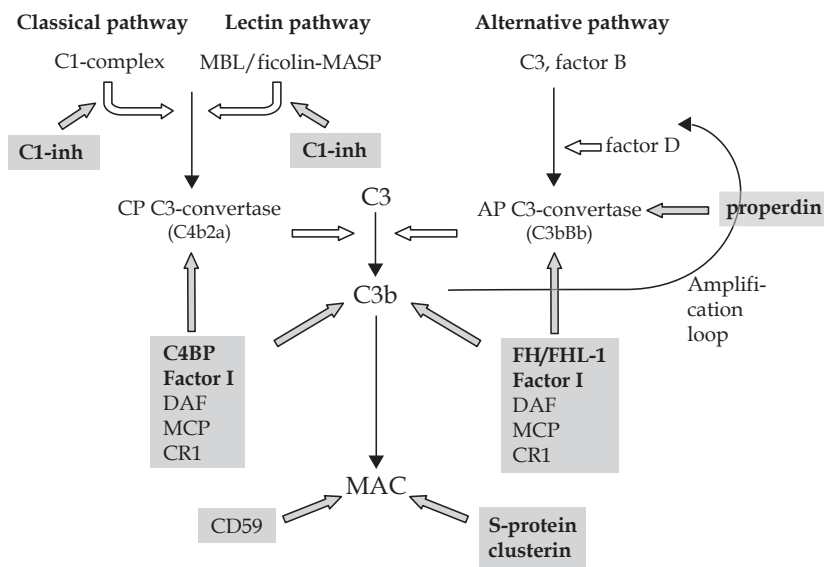 Classical pathway
Lectin pathway
Alternative pathway
C1-complex
MBL/ficolin-MASP
C3, factor B
C1-inh
C1-inh
factor D
CP C3-convertase
(C4b2a)
C3
AP C3-convertase
(C3bBb)
properdin
C3b
Amplifi-
cation
loop
C4BP
Factor I
DAF
MCP
CR1
FH/FHL-1
Factor I
DAF
MCP
CR1
MAC
CD59
S-protein
clusterin